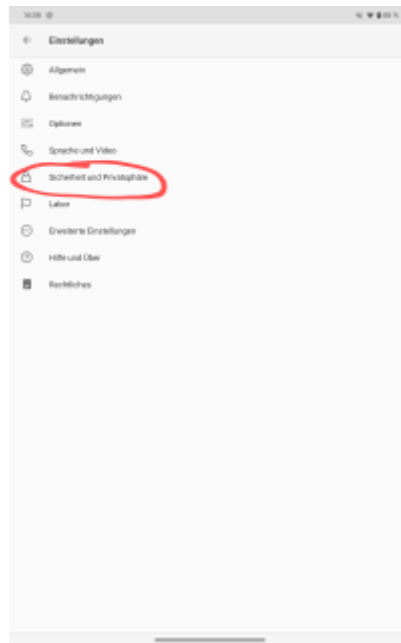 Einstellungen
Allgemein
Benachrichtigungen
Optionen
Sprache und Video
Sicherheit und Privatsphäre
Labor
Erweiterte Einstellungen
Hilfe und Über
Rechtliches